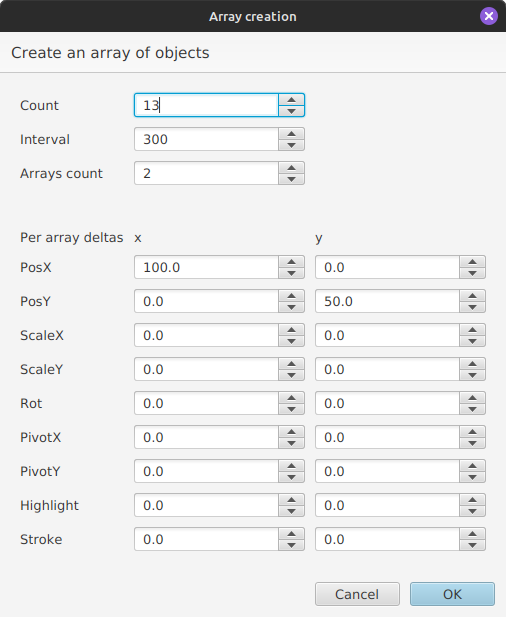 Array creation
Create an array of objects
Count 13
Interval 300
Arrays count 2
Per array deltas x y
PosX 100.0 0.0
PosY 0.0 50.0
ScaleX 0.0 0.0
ScaleY 0.0 0.0
Rot 0.0 0.0
PivotX 0.0 0.0
PivotY 0.0 0.0
Highlight 0.0 0.0
Stroke 0.0 0.0
Cancel OK